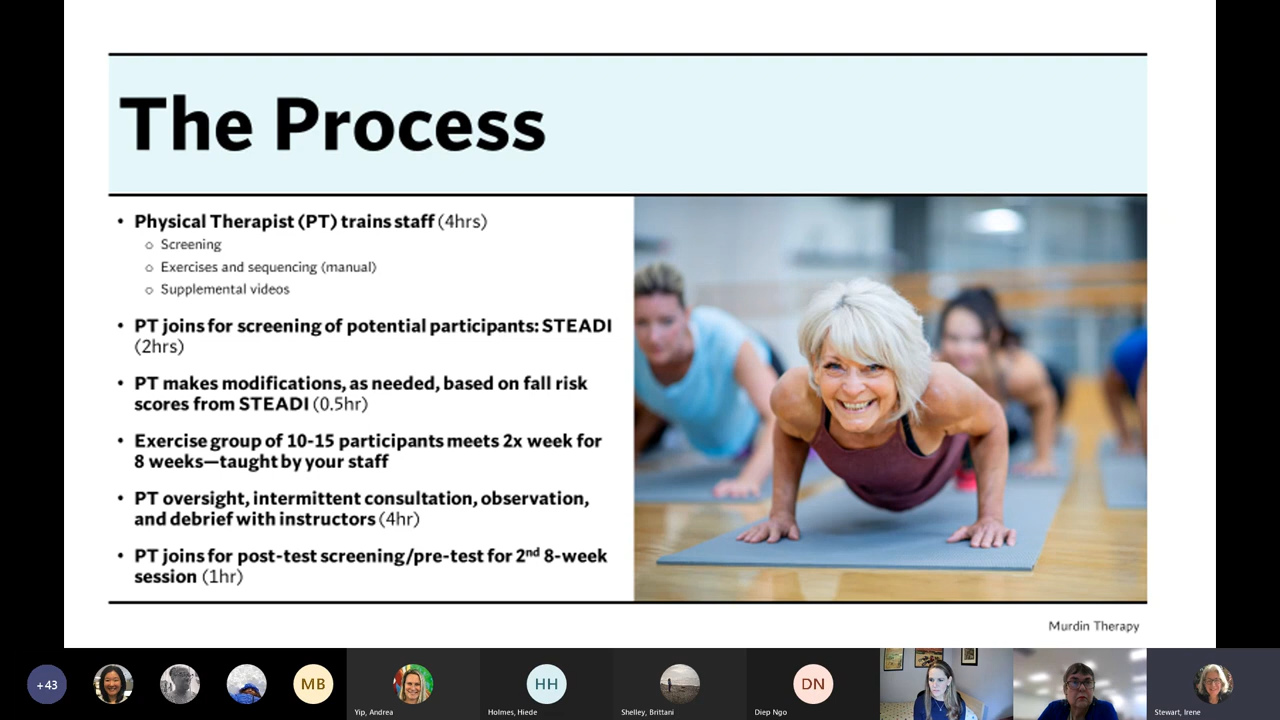 The Process
• Physical Therapist (PT) trains staff (4hrs)
○ Screening
○ Exercises and sequencing (manual)
○ Supplemental videos
• PT joins for screening of potential participants: STEADI
(2hrs)
• PT makes modifications, as needed, based on fall risk
scores from STEADI (0.5hr)
• Exercise group of 10-15 participants meets 2x week for
8 weeks—taught by your staff
• PT oversight, intermittent consultation, observation,
and debrief with instructors (4hr)
• PT joins for post-test screening/pre-test for 2nd 8-week
session (1hr)
Murdin Therapy
+43
MB
HH
DN
Yip, Andrea
Holmes, Hiede
Shelley, Brittani
Diep Ngo
Stewart, Irene